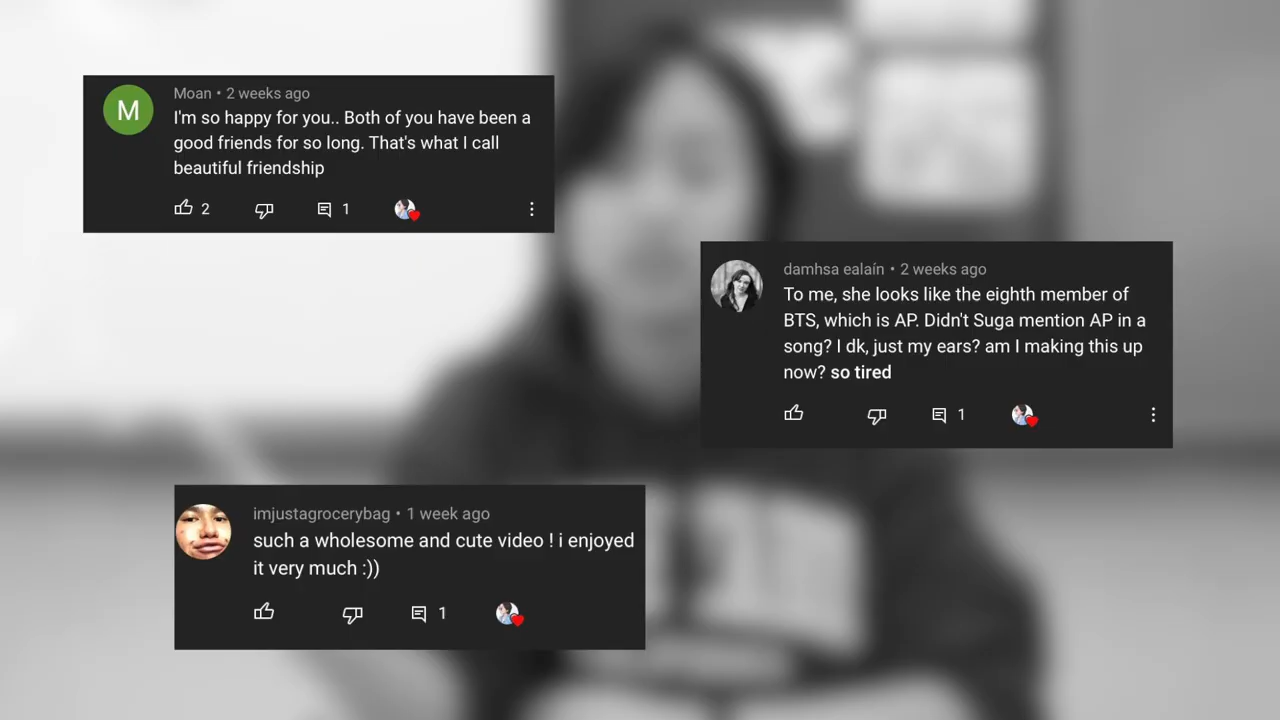 M
Moan • 2 weeks ago
I'm so happy for you.. Both of you have been a
good friends for so long. That's what I call
beautiful friendship
2
1
damhsa ealaín • 2 weeks ago
To me, she looks like the eighth member of
BTS, which is AP. Didn't Suga mention AP in a
song? I dk, just my ears? am I making this up
now? so tired
1
imjustagrocerybag • 1 week ago
such a wholesome and cute video ! i enjoyed
it very much :))
1